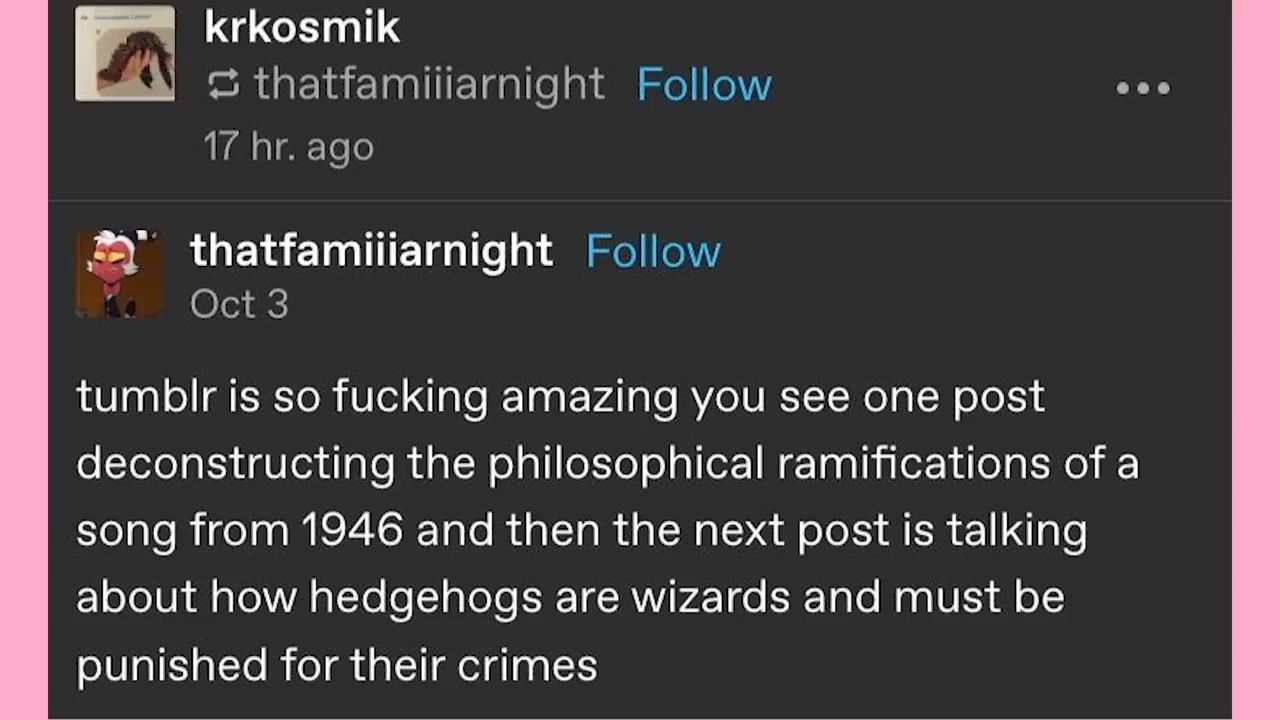 krkosmik
thatfamiiiarnight Follow
17 hr. ago
thatfamiiiarnight Follow
Oct 3
tumblr is so fucking amazing you see one post
deconstructing the philosophical ramifications of a
song from 1946 and then the next post is talking
about how hedgehogs are wizards and must be
punished for their crimes